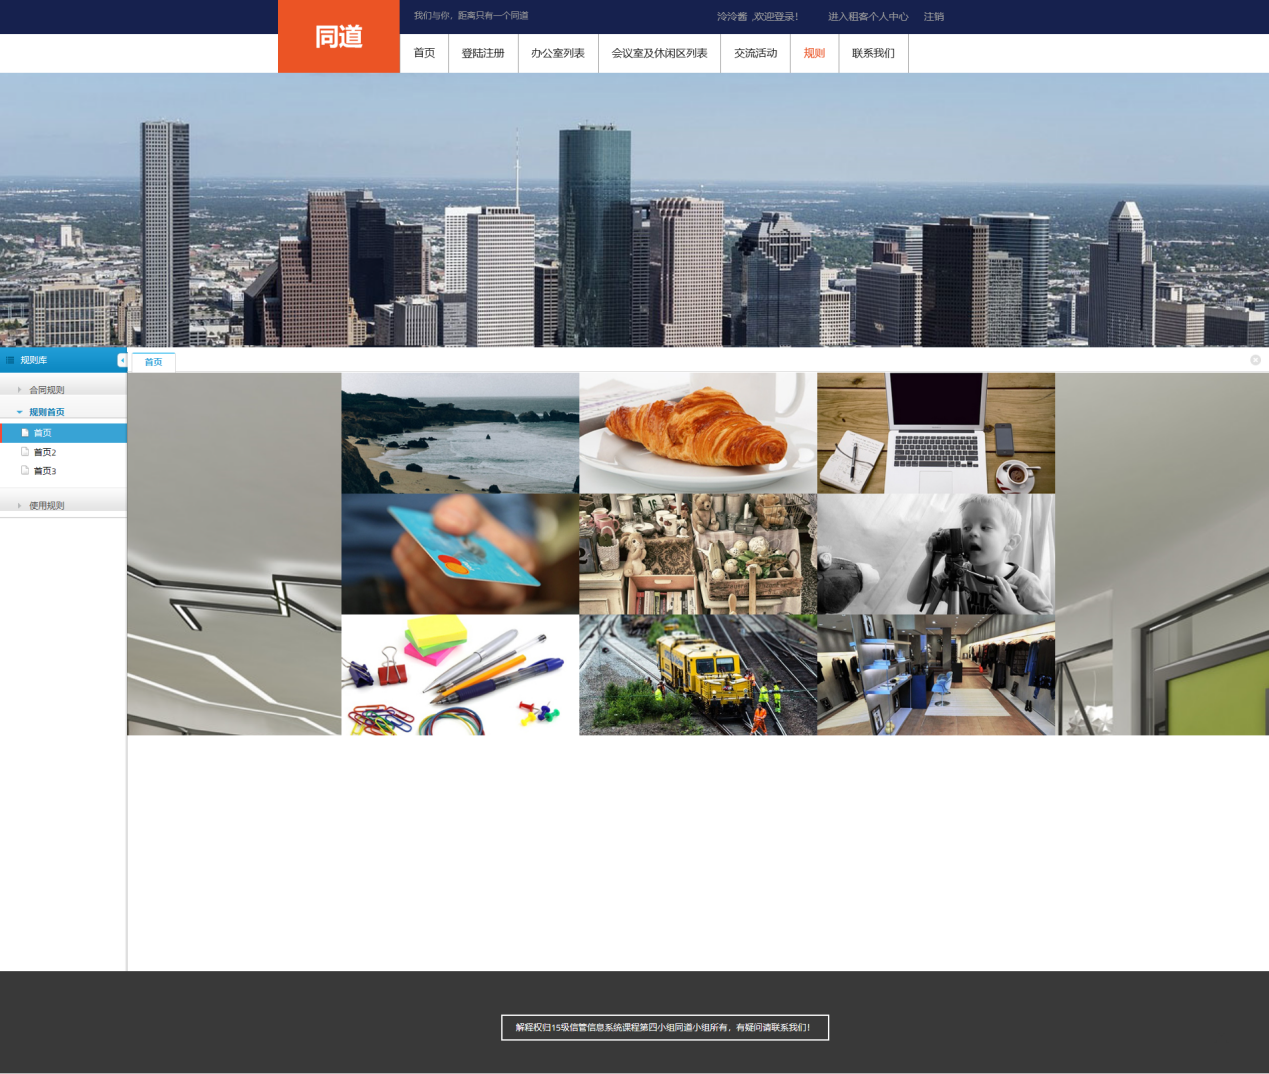 同道
我们与你，距离只有一个同道
泠泠酱 ,欢迎登录!
进入租客个人中心
注销
首页
登陆注册
办公室列表
会议室及休闲区列表
交流活动
规则
联系我们
规则库
合同规则
规则首页
首页
首页2
首页3
使用规则
首页
解释权归15级信管信息系统课程第四小组同道小组所有，有疑问请联系我们!